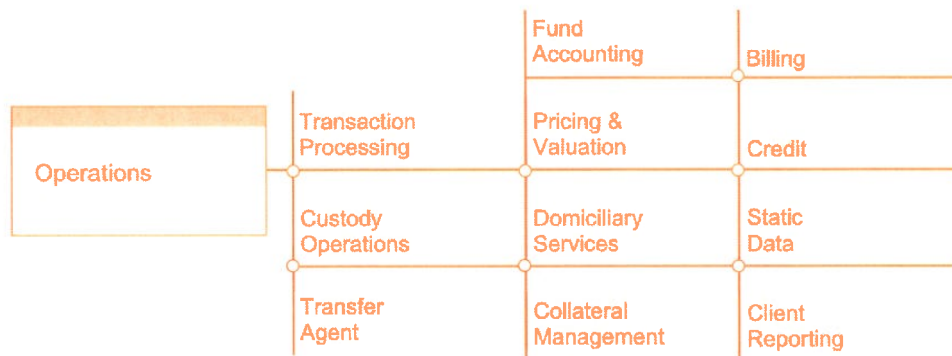 Operations
Transaction
Processing
Custody
Operations
Transfer
Agent
Fund
Accounting
Pricing &
Valuation
Domiciliary
Services
Collateral
Management
Billing
Credit
Static
Data
Client
Reporting